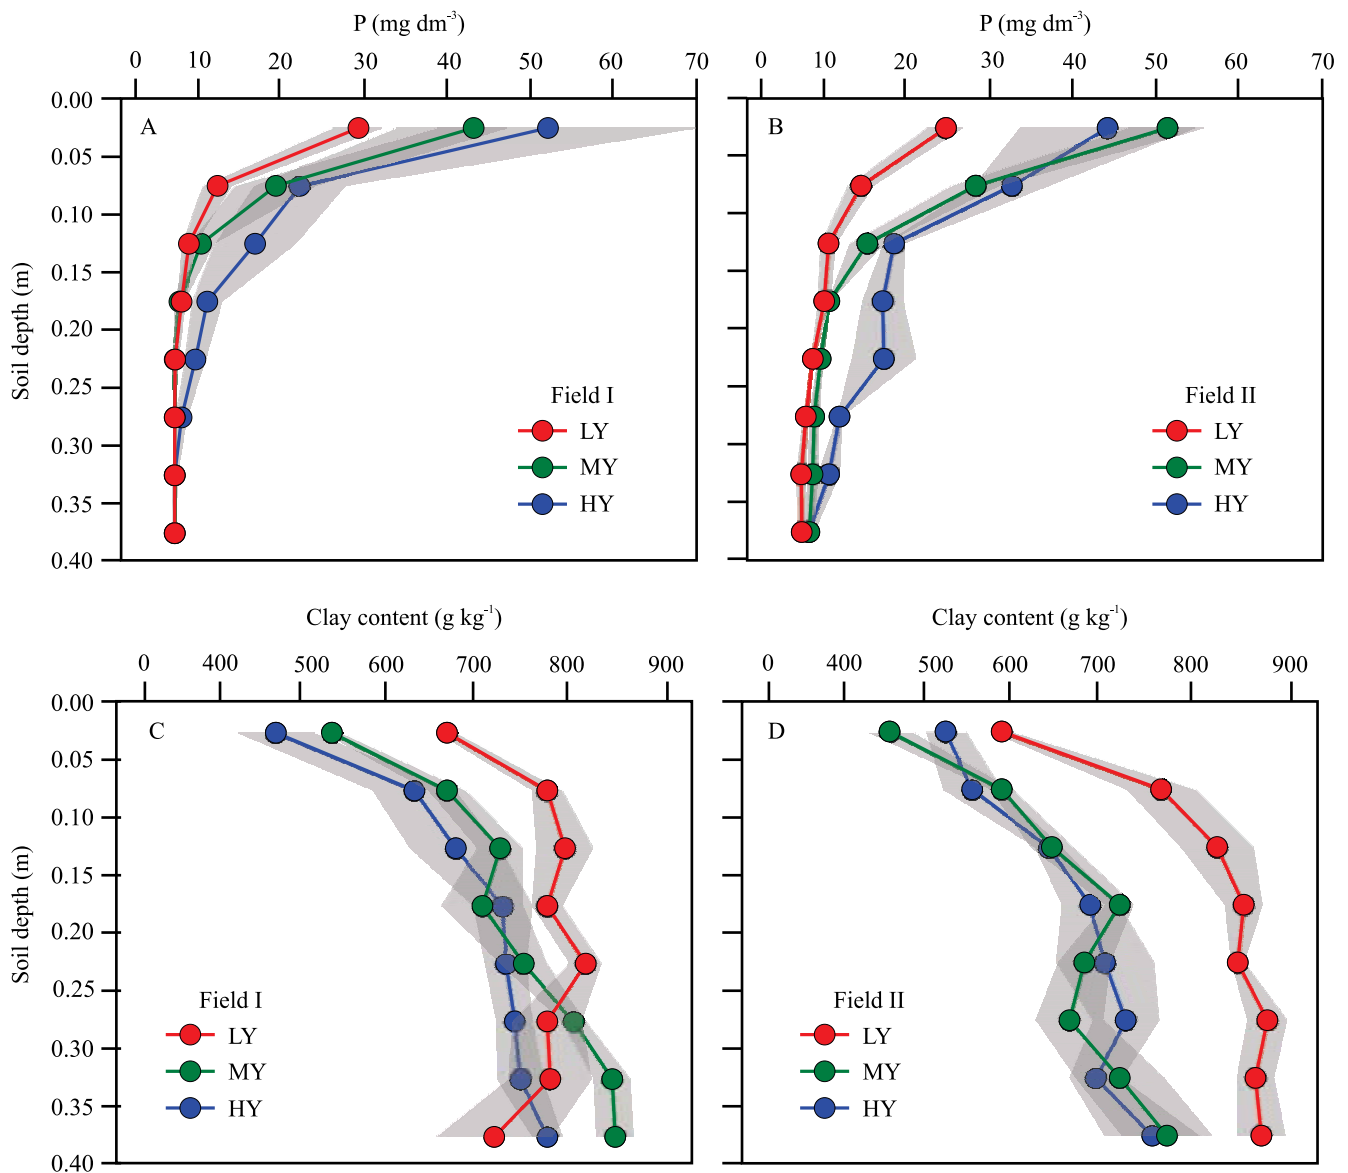 P (mg dm-3) P (mg dm-3)
0 10 20 30 40 50 60 70 0 10 20 30 40 50 60 70
0.00
A B
0.05
0.10
0.15
0.20
0.25
0.30
0.35
0.40
Soil depth (m)
Field I
LY
MY
HY
Field II
LY
MY
HY
Clay content (g kg-1) Clay content (g kg-1)
0 400 500 600 700 800 900 0 400 500 600 700 800 900
0.00
C D
0.05
0.10
0.15
0.20
0.25
0.30
0.35
0.40
Soil depth (m)
Field I
LY
MY
HY
Field II
LY
MY
HY